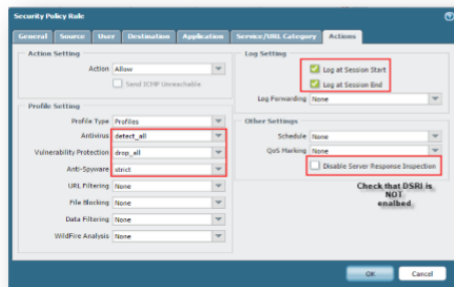 Security Policy Rule
General Source User Destination Application Service/URL Category Actions
Action Setting
Action Allow
Send ICMP Unreachable
Profile Setting
Profile Type Profiles
Antivirus detect_all
Vulnerability Protection drop_all
Anti-Spyware strict
URL Filtering None
File Blocking None
Data Filtering None
WildFire Analysis None
Log Setting
Log at Session Start
Log at Session End
Log Forwarding None
Other Settings
Schedule None
QoS Marking None
Disable Server Response Inspection
Check that DSRI is
NOT
enalbed
OK Cancel